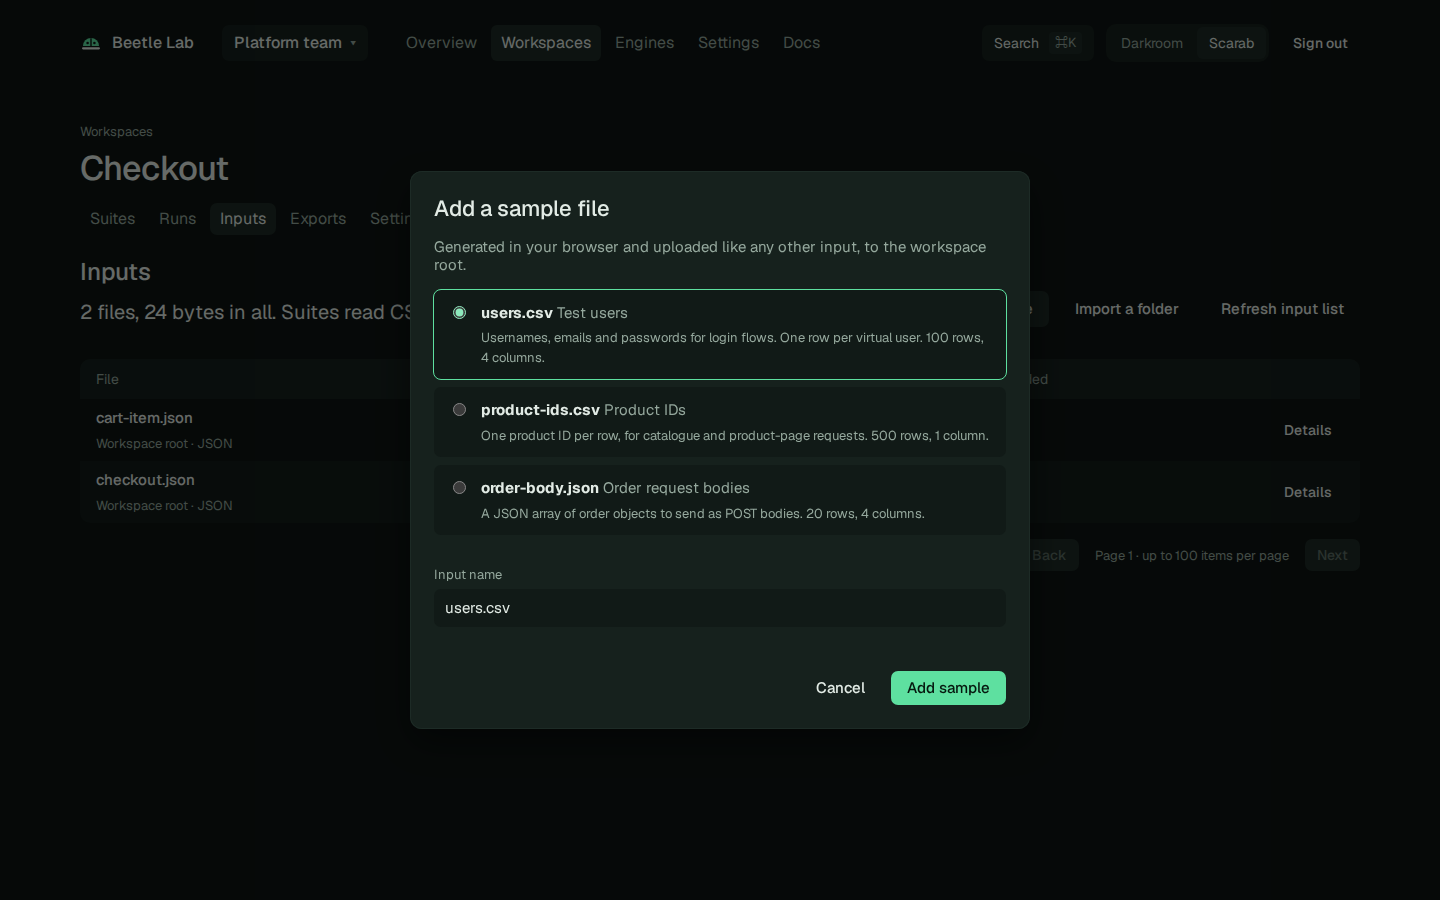 Beetle Lab Platform team Overview Workspaces Engines Settings Docs Search ⌘K Darkroom Scarab Sign out
Workspaces
Checkout
Suites Runs Inputs Exports
Inputs
2 files, 24 bytes in all. Suites read
Import a folder Refresh input list
File
cart-item.json
Workspace root · JSON
Details
checkout.json
Workspace root · JSON
Details
Back Page 1 · up to 100 items per page Next
Add a sample file
Generated in your browser and uploaded like any other input, to the workspace
root.
users.csv Test users
Usernames, emails and passwords for login flows. One row per virtual user. 100 rows,
4 columns.
product-ids.csv Product IDs
One product ID per row, for catalogue and product-page requests. 500 rows, 1 column.
order-body.json Order request bodies
A JSON array of order objects to send as POST bodies. 20 rows, 4 columns.
Input name
users.csv
Cancel Add sample